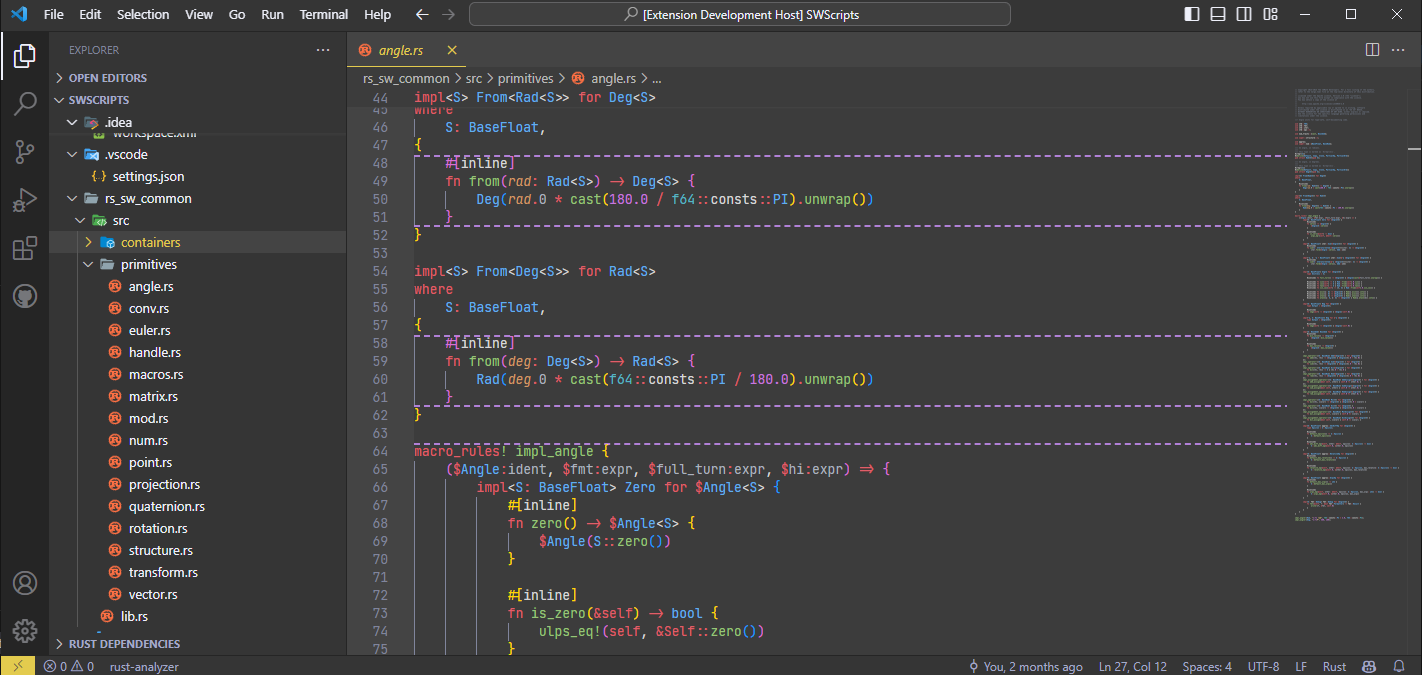 File Edit Selection View Go Run Terminal Help
[Extension Development Host] SWScripts
EXPLORER
OPEN EDITORS
SWSCRIPTS
.idea
workspace.xml
.vscode
settings.json
rs_sw_common
src
containers
primitives
angle.rs
conv.rs
euler.rs
handle.rs
macros.rs
matrix.rs
mod.rs
num.rs
point.rs
projection.rs
quaternion.rs
rotation.rs
structure.rs
transform.rs
vector.rs
lib.rs
RUST DEPENDENCIES
angle.rs
rs_sw_common > src > primitives > angle.rs > ...
44 impl<S> From<Rad<S>> for Deg<S>
45 where
46 S: BaseFloat,
47 {
48 #[inline]
49 fn from(rad: Rad<S>) -> Deg<S> {
50 Deg(rad.0 * cast(180.0 / f64::consts::PI).unwrap())
51 }
52 }
53
54 impl<S> From<Deg<S>> for Rad<S>
55 where
56 S: BaseFloat,
57 {
58 #[inline]
59 fn from(deg: Deg<S>) -> Rad<S> {
60 Rad(deg.0 * cast(f64::consts::PI / 180.0).unwrap())
61 }
62 }
63
64 macro_rules! impl_angle {
65 ($Angle:ident, $fmt:expr, $full_turn:expr, $hi:expr) => {
66 impl<S: BaseFloat> Zero for $Angle<S> {
67 #[inline]
68 fn zero() -> $Angle<S> {
69 $Angle(S::zero())
70 }
71
72 #[inline]
73 fn is_zero(&self) -> bool {
74 ulps_eq!(self, &Self::zero())
75 }
0 0 rust-analyzer
You, 2 months ago Ln 27, Col 12 Spaces: 4 UTF-8 LF Rust